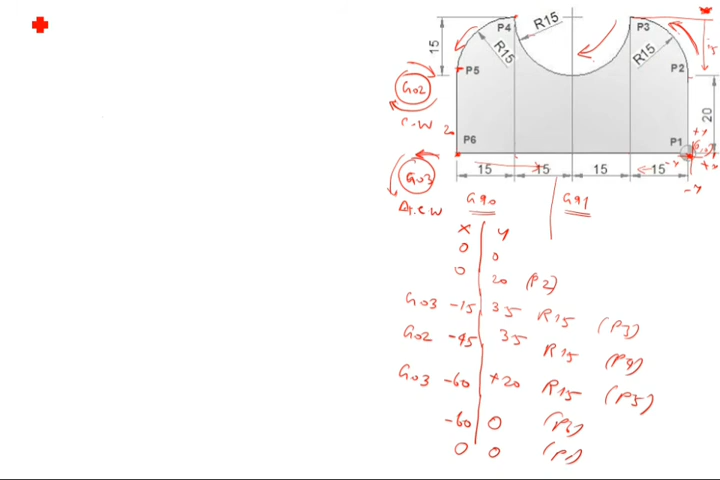 P4
R15
P3
15
R15
R15
P5
P2
G02
C.W
20
P6
P1
15
15
15
15
G03
A.C.W
G90
G91
X Y
0 0
0 20 (P2)
G03 -15 35 R15 (P3)
G02 -45 35 R15 (P4)
G03 -60 +20 R15 (P5)
-60 0 (P6)
0 0 (P1)